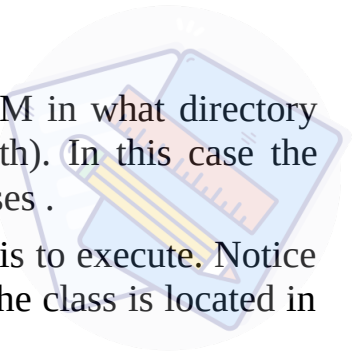 M in what directory
th). In this case the
ses .
is to execute. Notice
he class is located in